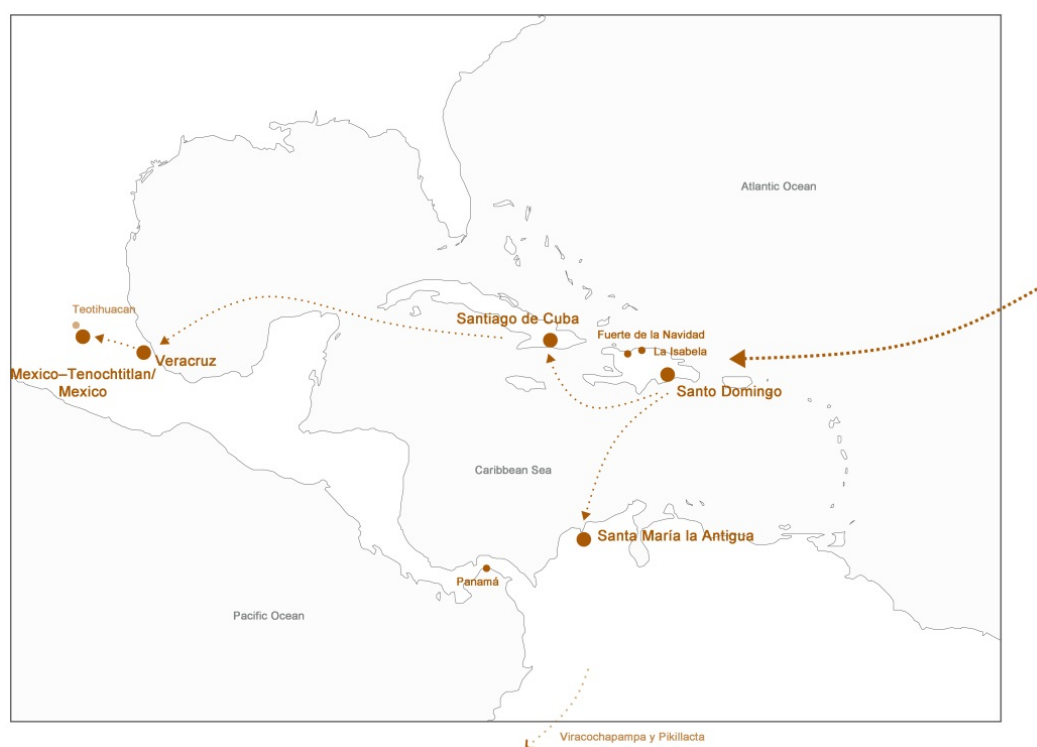 Atlantic Ocean
Teotihuacan
Santiago de Cuba
Fuerte de la Navidad
La Isabela
Veracruz
Mexico–Tenochtitlan/
Mexico
Santo Domingo
Caribbean Sea
Santa María la Antigua
Panamá
Pacific Ocean
Viracochapampa y Pikillacta